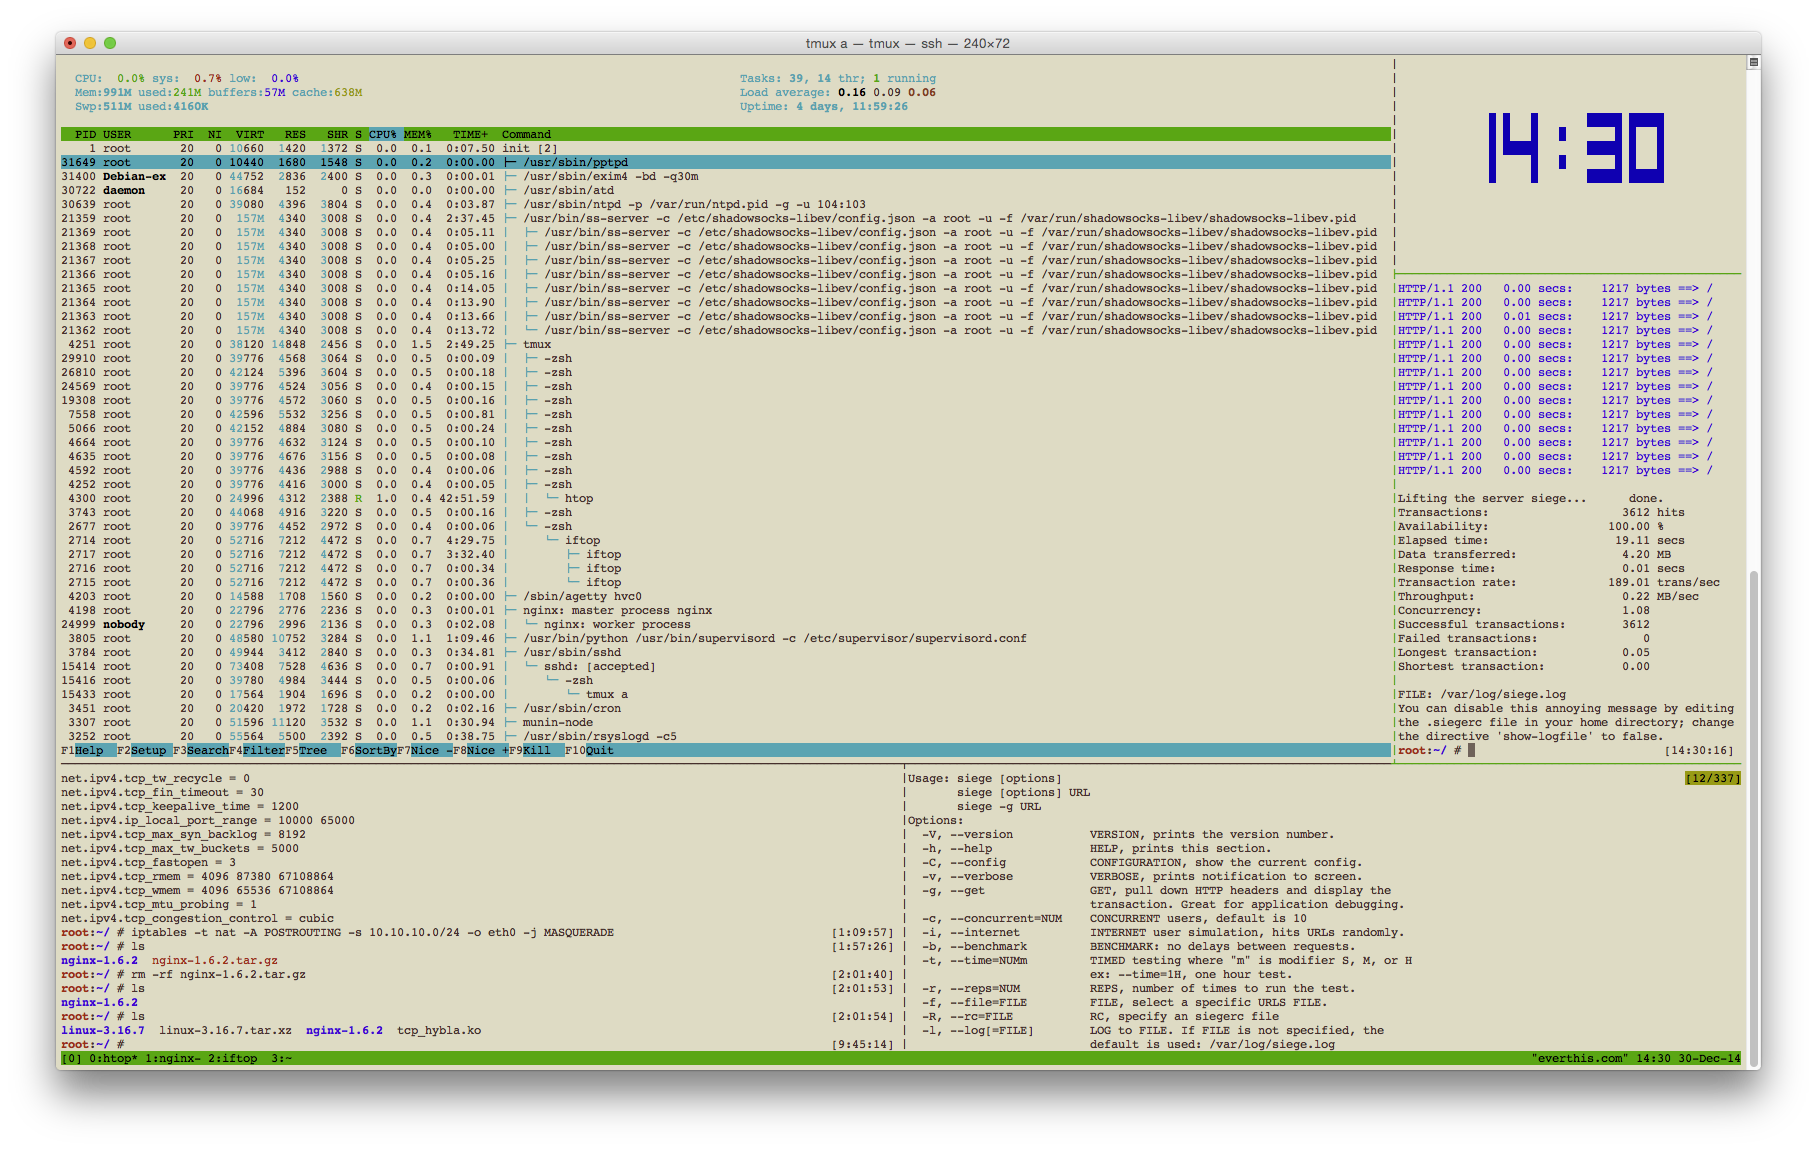 tmux a — tmux — ssh — 240×72
CPU: 0.0% sys: 0.7% low: 0.0%
Mem:991M used:241M buffers:57M cache:638M
Swp:511M used:4160K
Tasks: 39, 14 thr; 1 running
Load average: 0.16 0.09 0.06
Uptime: 4 days, 11:59:26
PID USER PRI NI VIRT RES SHR S CPU% MEM% TIME+ Command
1 root 20 0 10660 1420 1372 S 0.0 0.1 0:07.50 init [2]
31649 root 20 0 10440 1680 1548 S 0.0 0.2 0:00.00 ├─ /usr/sbin/pptpd
31400 Debian-ex 20 0 44752 2836 2400 S 0.0 0.3 0:00.01 ├─ /usr/sbin/exim4 -bd -q30m
30722 daemon 20 0 16684 152 0 S 0.0 0.0 0:00.00 ├─ /usr/sbin/atd
30639 root 20 0 39080 4396 3804 S 0.0 0.4 0:03.87 ├─ /usr/sbin/ntpd -p /var/run/ntpd.pid -g -u 104:103
21359 root 20 0 157M 4340 3008 S 0.0 0.4 2:37.45 ├─ /usr/bin/ss-server -c /etc/shadowsocks-libev/config.json -a root -u -f /var/run/shadowsocks-libev/shadowsocks-libev.pid
21369 root 20 0 157M 4340 3008 S 0.0 0.4 0:05.11 │ ├─ /usr/bin/ss-server -c /etc/shadowsocks-libev/config.json -a root -u -f /var/run/shadowsocks-libev/shadowsocks-libev.pid
21368 root 20 0 157M 4340 3008 S 0.0 0.4 0:05.00 │ ├─ /usr/bin/ss-server -c /etc/shadowsocks-libev/config.json -a root -u -f /var/run/shadowsocks-libev/shadowsocks-libev.pid
21367 root 20 0 157M 4340 3008 S 0.0 0.4 0:05.25 │ ├─ /usr/bin/ss-server -c /etc/shadowsocks-libev/config.json -a root -u -f /var/run/shadowsocks-libev/shadowsocks-libev.pid
21366 root 20 0 157M 4340 3008 S 0.0 0.4 0:05.16 │ ├─ /usr/bin/ss-server -c /etc/shadowsocks-libev/config.json -a root -u -f /var/run/shadowsocks-libev/shadowsocks-libev.pid
21365 root 20 0 157M 4340 3008 S 0.0 0.4 0:14.05 │ ├─ /usr/bin/ss-server -c /etc/shadowsocks-libev/config.json -a root -u -f /var/run/shadowsocks-libev/shadowsocks-libev.pid
21364 root 20 0 157M 4340 3008 S 0.0 0.4 0:13.90 │ ├─ /usr/bin/ss-server -c /etc/shadowsocks-libev/config.json -a root -u -f /var/run/shadowsocks-libev/shadowsocks-libev.pid
21363 root 20 0 157M 4340 3008 S 0.0 0.4 0:13.66 │ ├─ /usr/bin/ss-server -c /etc/shadowsocks-libev/config.json -a root -u -f /var/run/shadowsocks-libev/shadowsocks-libev.pid
21362 root 20 0 157M 4340 3008 S 0.0 0.4 0:13.72 │ └─ /usr/bin/ss-server -c /etc/shadowsocks-libev/config.json -a root -u -f /var/run/shadowsocks-libev/shadowsocks-libev.pid
4251 root 20 0 38120 14848 2456 S 0.0 1.5 2:49.25 ├─ tmux
29910 root 20 0 39776 4568 3064 S 0.0 0.5 0:00.09 │ ├─ -zsh
26810 root 20 0 42124 5396 3604 S 0.0 0.5 0:00.18 │ ├─ -zsh
24569 root 20 0 39776 4524 3056 S 0.0 0.4 0:00.15 │ ├─ -zsh
19308 root 20 0 39776 4572 3060 S 0.0 0.5 0:00.16 │ ├─ -zsh
7558 root 20 0 42596 5532 3256 S 0.0 0.5 0:00.81 │ ├─ -zsh
5066 root 20 0 42152 4884 3080 S 0.0 0.5 0:00.24 │ ├─ -zsh
4664 root 20 0 39776 4632 3124 S 0.0 0.5 0:00.10 │ ├─ -zsh
4635 root 20 0 39776 4676 3156 S 0.0 0.5 0:00.08 │ ├─ -zsh
4592 root 20 0 39776 4436 2988 S 0.0 0.4 0:00.06 │ ├─ -zsh
4252 root 20 0 39776 4416 3000 S 0.0 0.4 0:00.05 │ ├─ -zsh
4300 root 20 0 24996 4312 2388 R 1.0 0.4 42:51.59 │ │ └─ htop
3743 root 20 0 44068 4916 3220 S 0.0 0.5 0:00.16 │ ├─ -zsh
2677 root 20 0 39776 4452 2972 S 0.0 0.4 0:00.06 │ └─ -zsh
2714 root 20 0 52716 7212 4472 S 0.0 0.7 4:29.75 │ └─ iftop
2717 root 20 0 52716 7212 4472 S 0.0 0.7 3:32.40 │ ├─ iftop
2716 root 20 0 52716 7212 4472 S 0.0 0.7 0:00.34 │ ├─ iftop
2715 root 20 0 52716 7212 4472 S 0.0 0.7 0:00.36 │ └─ iftop
4203 root 20 0 14588 1708 1560 S 0.0 0.2 0:00.00 ├─ /sbin/agetty hvc0
4198 root 20 0 22796 2776 2236 S 0.0 0.3 0:00.01 ├─ nginx: master process nginx
24999 nobody 20 0 22796 2996 2136 S 0.0 0.3 0:02.08 │ └─ nginx: worker process
3805 root 20 0 48580 10752 3284 S 0.0 1.1 1:09.46 ├─ /usr/bin/python /usr/bin/supervisord -c /etc/supervisor/supervisord.conf
3784 root 20 0 49944 3412 2840 S 0.0 0.3 0:34.81 ├─ /usr/bin/sshd
15414 root 20 0 73408 7528 4636 S 0.0 0.7 0:00.91 │ └─ sshd: [accepted]
15416 root 20 0 39780 4984 3444 S 0.0 0.5 0:00.06 │ └─ -zsh
15433 root 20 0 17564 1904 1696 S 0.0 0.2 0:00.00 │ └─ tmux a
3451 root 20 0 20420 1972 1728 S 0.0 0.2 0:02.16 ├─ /usr/sbin/cron
3307 root 20 0 51596 11120 3532 S 0.0 1.1 0:30.94 ├─ munin-node
3252 root 20 0 55564 5500 2392 S 0.0 0.5 0:38.75 ├─ /usr/sbin/rsyslogd -c5
F1Help F2Setup F3SearchF4FilterF5Tree F6SortByF7Nice -F8Nice +F9Kill F10Quit
14:30
HTTP/1.1 200 0.00 secs: 1217 bytes ==> /
HTTP/1.1 200 0.00 secs: 1217 bytes ==> /
HTTP/1.1 200 0.01 secs: 1217 bytes ==> /
HTTP/1.1 200 0.00 secs: 1217 bytes ==> /
HTTP/1.1 200 0.00 secs: 1217 bytes ==> /
HTTP/1.1 200 0.00 secs: 1217 bytes ==> /
HTTP/1.1 200 0.00 secs: 1217 bytes ==> /
HTTP/1.1 200 0.00 secs: 1217 bytes ==> /
HTTP/1.1 200 0.00 secs: 1217 bytes ==> /
HTTP/1.1 200 0.00 secs: 1217 bytes ==> /
HTTP/1.1 200 0.00 secs: 1217 bytes ==> /
HTTP/1.1 200 0.00 secs: 1217 bytes ==> /
HTTP/1.1 200 0.00 secs: 1217 bytes ==> /
HTTP/1.1 200 0.00 secs: 1217 bytes ==> /
Lifting the server siege... done.
Transactions: 3612 hits
Availability: 100.00 %
Elapsed time: 19.11 secs
Data transferred: 4.20 MB
Response time: 0.01 secs
Transaction rate: 189.01 trans/sec
Throughput: 0.22 MB/sec
Concurrency: 1.08
Successful transactions: 3612
Failed transactions: 0
Longest transaction: 0.05
Shortest transaction: 0.00
FILE: /var/log/siege.log
You can disable this annoying message by editing
the .siegerc file in your home directory; change
the directive 'show-logfile' to false.
root:~/ # [14:30:16]
net.ipv4.tcp_tw_recycle = 0
net.ipv4.tcp_fin_timeout = 30
net.ipv4.tcp_keepalive_time = 1200
net.ipv4.ip_local_port_range = 10000 65000
net.ipv4.tcp_max_syn_backlog = 8192
net.ipv4.tcp_max_tw_buckets = 5000
net.ipv4.tcp_fastopen = 3
net.ipv4.tcp_rmem = 4096 87380 67108864
net.ipv4.tcp_wmem = 4096 65536 67108864
net.ipv4.tcp_mtu_probing = 1
net.ipv4.tcp_congestion_control = cubic
root:~/ # iptables -t nat -A POSTROUTING -s 10.10.10.0/24 -o eth0 -j MASQUERADE [1:09:57]
root:~/ # ls [1:57:26]
nginx-1.6.2 nginx-1.6.2.tar.gz
root:~/ # rm -rf nginx-1.6.2.tar.gz [2:01:40]
root:~/ # ls [2:01:53]
nginx-1.6.2
root:~/ # ls [2:01:54]
linux-3.16.7 linux-3.16.7.tar.xz nginx-1.6.2 tcp_hybla.ko
root:~/ # [9:45:14]
Usage: siege [options] [12/337]
siege [options] URL
siege -g URL
Options:
-V, --version VERSION, prints the version number.
-h, --help HELP, prints this section.
-C, --config CONFIGURATION, show the current config.
-v, --verbose VERBOSE, prints notification to screen.
-g, --get GET, pull down HTTP headers and display the
transaction. Great for application debugging.
-c, --concurrent=NUM CONCURRENT users, default is 10
-i, --internet INTERNET user simulation, hits URLs randomly.
-b, --benchmark BENCHMARK: no delays between requests.
-t, --time=NUMm TIMED testing where "m" is modifier S, M, or H
ex: --time=1H, one hour test.
-r, --reps=NUM REPS, number of times to run the test.
-f, --file=FILE FILE, select a specific URLS FILE.
-R, --rc=FILE RC, specify an siegerc file
-l, --log[=FILE] LOG to FILE. If FILE is not specified, the
default is used: /var/log/siege.log
[0] 0:htop* 1:nginx- 2:iftop 3:~ "everthis.com" 14:30 30-Dec-14